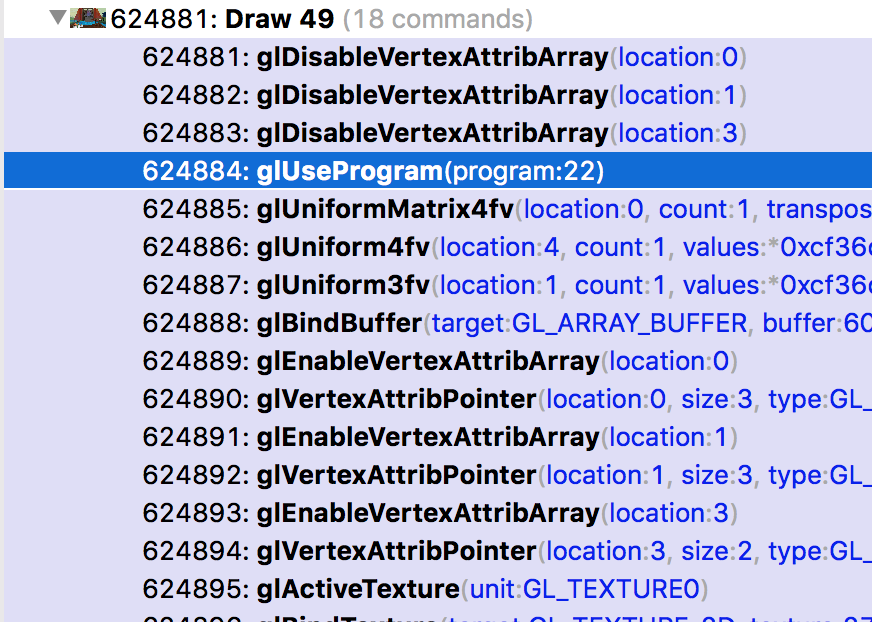 624881: Draw 49 (18 commands)
624881: glDisableVertexAttribArray(location:0)
624882: glDisableVertexAttribArray(location:1)
624883: glDisableVertexAttribArray(location:3)
624884: glUseProgram(program:22)
624885: glUniformMatrix4fv(location:0, count:1, transpos
624886: glUniform4fv(location:4, count:1, values:*0xcf36
624887: glUniform3fv(location:1, count:1, values:*0xcf36
624888: glBindBuffer(target:GL_ARRAY_BUFFER, buffer:60
624889: glEnableVertexAttribArray(location:0)
624890: glVertexAttribPointer(location:0, size:3, type:GL_
624891: glEnableVertexAttribArray(location:1)
624892: glVertexAttribPointer(location:1, size:3, type:GL_
624893: glEnableVertexAttribArray(location:3)
624894: glVertexAttribPointer(location:3, size:2, type:GL_
624895: glActiveTexture(unit:GL_TEXTURE0)